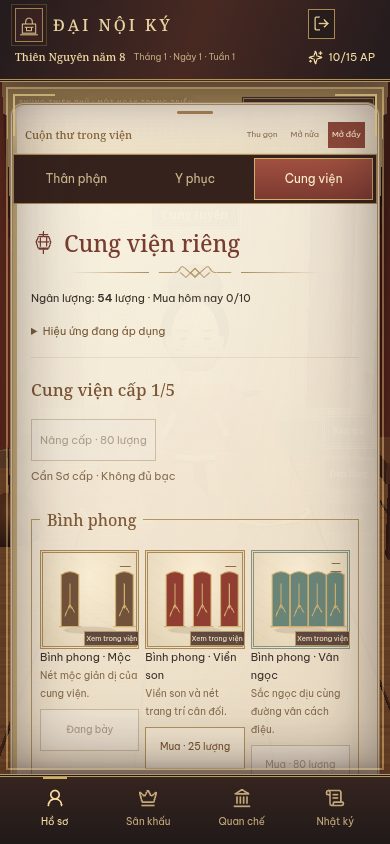 ĐẠI NỘI KÝ
Thiên Nguyên năm 8 Tháng 1 · Ngày 1 · Tuần 1
10/15 AP
Cuộn thư trong viện
Thu gọn Mở nửa Mở đầy
Thân phận Y phục Cung viện
Cung viện riêng
Ngân lượng: 54 lượng · Mua hôm nay 0/10
▶ Hiệu ứng đang áp dụng
Cung viện cấp 1/5
Nâng cấp · 80 lượng
Cần Sơ cấp · Không đủ bạc
Bình phong
Xem trong viện
Bình phong · Mộc
Nét mộc giản dị của
cung viện.
Đang bày
Xem trong viện
Bình phong · Viền
son
Viền son và nét
trang trí cân đối.
Mua · 25 lượng
Xem trong viện
Bình phong · Vân
ngọc
Sắc ngọc dịu cùng
đường vân cách
điệu.
Mua · 80 lượng
Hồ sơ Sân khấu Quan chế Nhật ký